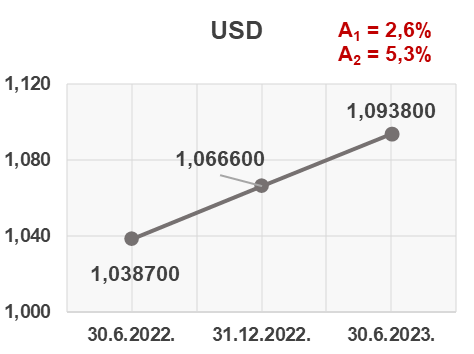 USD
A₁ = 2,6%
A₂ = 5,3%
1,120
1,093800
1,080
1,066600
1,040
1,038700
1,000
30.6.2022. 31.12.2022. 30.6.2023.